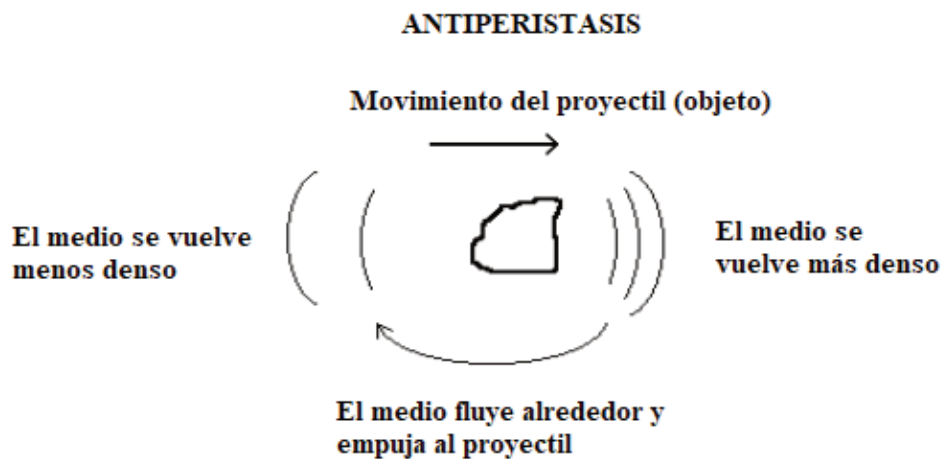 ANTIPERISTASIS
Movimiento del proyectil (objeto)
El medio se vuelve
menos denso
El medio se
vuelve más denso
El medio fluye alrededor y
empuja al proyectil